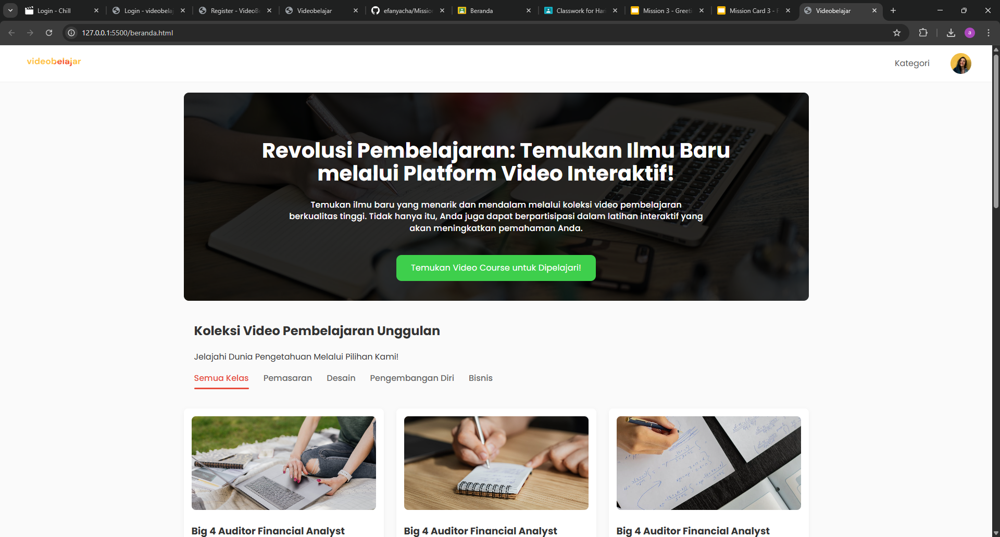 Login - Chill
Login - videobelaj
Register - VideoB
Videobelajar
efanyacha/Mission
Beranda
Classwork for Hari
Mission 3 - Greeti
Mission Card 3 -
Videobelajar
127.0.0.1:5500/beranda.html
a
videobelajar
Kategori
Revolusi Pembelajaran: Temukan Ilmu Baru
melalui Platform Video Interaktif!
Temukan ilmu baru yang menarik dan mendalam melalui koleksi video pembelajaran
berkualitas tinggi. Tidak hanya itu, Anda juga dapat berpartisipasi dalam latihan interaktif yang
akan meningkatkan pemahaman Anda.
Temukan Video Course untuk Dipelajari!
Koleksi Video Pembelajaran Unggulan
Jelajahi Dunia Pengetahuan Melalui Pilihan Kami!
Semua Kelas Pemasaran Desain Pengembangan Diri Bisnis
Big 4 Auditor Financial Analyst
Big 4 Auditor Financial Analyst
Big 4 Auditor Financial Analyst